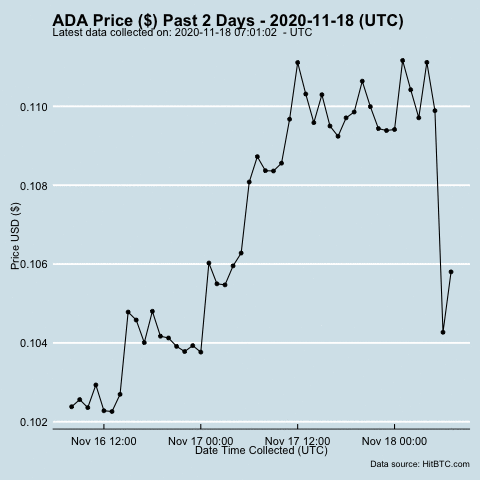 ADA Price ($) Past 2 Days - 2020-11-18 (UTC)
Latest data collected on: 2020-11-18 07:01:02 - UTC
0.110
0.108
0.106
0.104
0.102
Price USD ($)
Nov 16 12:00 Nov 17 00:00 Nov 17 12:00 Nov 18 00:00
Date Time Collected (UTC)
Data source: HitBTC.com